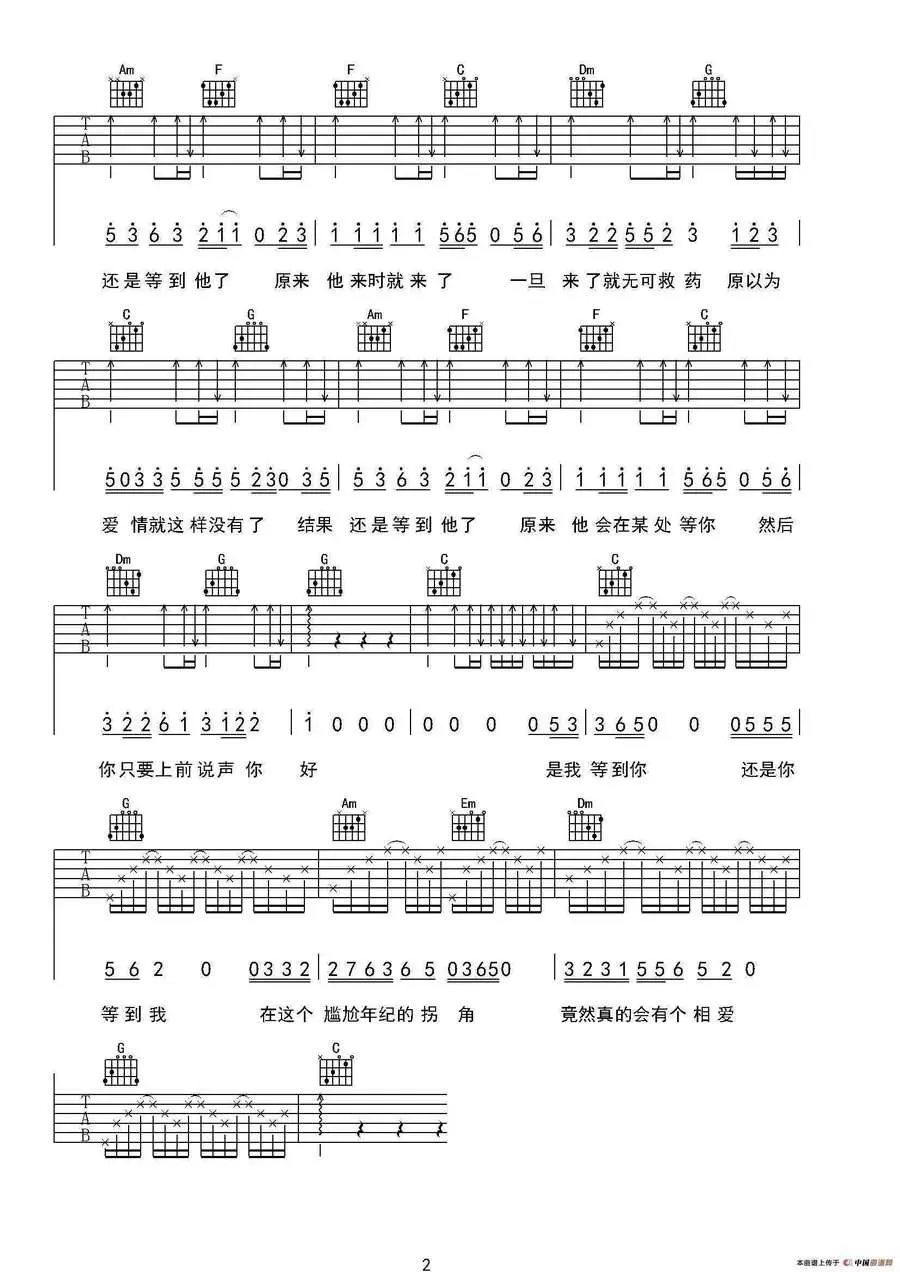 Am F F C Dm G
T A B
5 3 6 3 2 1 1 0 2 3 | 1 1 1 1 1 1 5 6 5 0 5 6 | 3 2 2 5 5 2 3 1 2 3
还是等到他了 原来 他来时就来了 一旦 来了就无可救药 原以为
C G Am F F C
T A B
5 0 3 3 5 5 5 5 2 3 0 3 5 | 5 3 6 3 2 1 1 0 2 3 | 1 1 1 1 1 5 6 5 0 5 6
爱 情就这样没有了 结果 还是等到他了 原来 他会在某处等你 然后
Dm G G C C
T A B
3 2 2 6 1 3 1 2 2 | 1 0 0 0 | 0 0 0 0 5 3 | 3 6 5 0 0 0 5 5 5
你只要上前说声你 好 是我 等到你 还是你
G Am Em Dm
T A B
5 6 2 0 0 3 3 2 | 2 7 6 3 6 5 0 3 6 5 0 | 3 2 3 1 5 5 6 5 2 0
等到我 在这个 尴尬年纪的拐角 竟然真的会有个相爱
G C
T A B
2
本曲谱上传于 中国曲谱网